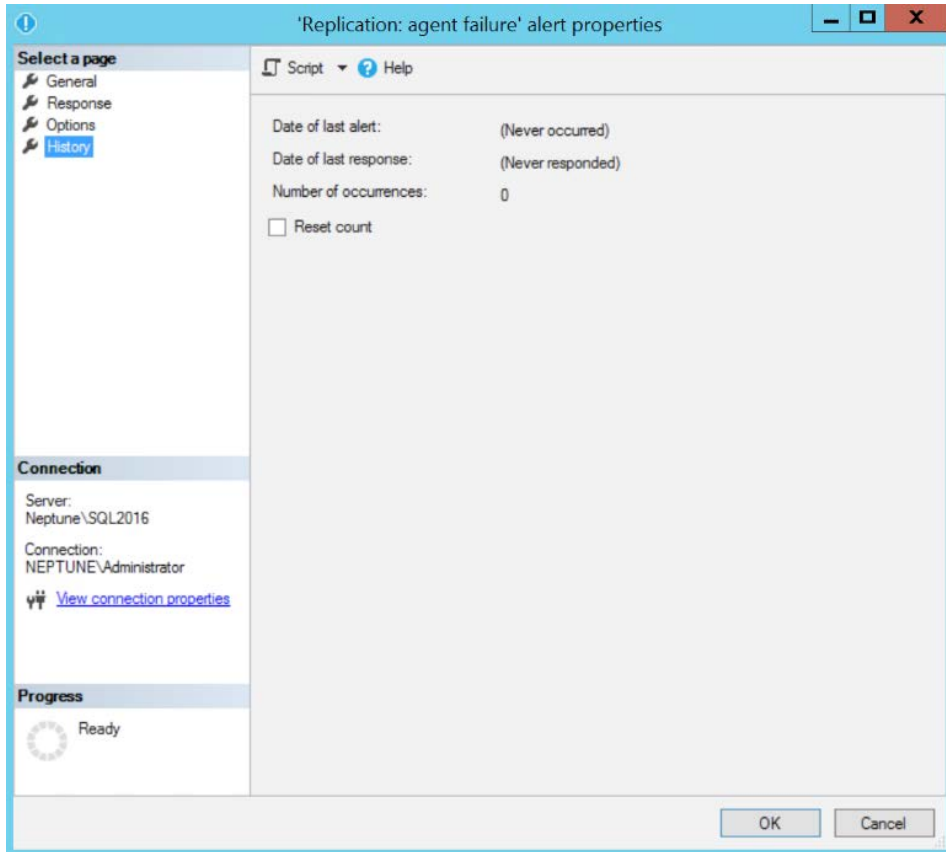 'Replication: agent failure' alert properties
Select a page
General
Response
Options
History
Script
Help
Date of last alert: (Never occurred)
Date of last response: (Never responded)
Number of occurrences: 0
Reset count
Connection
Server:
Neptune\SQL2016
Connection:
NEPTUNE\Administrator
View connection properties
Progress
Ready
OK
Cancel